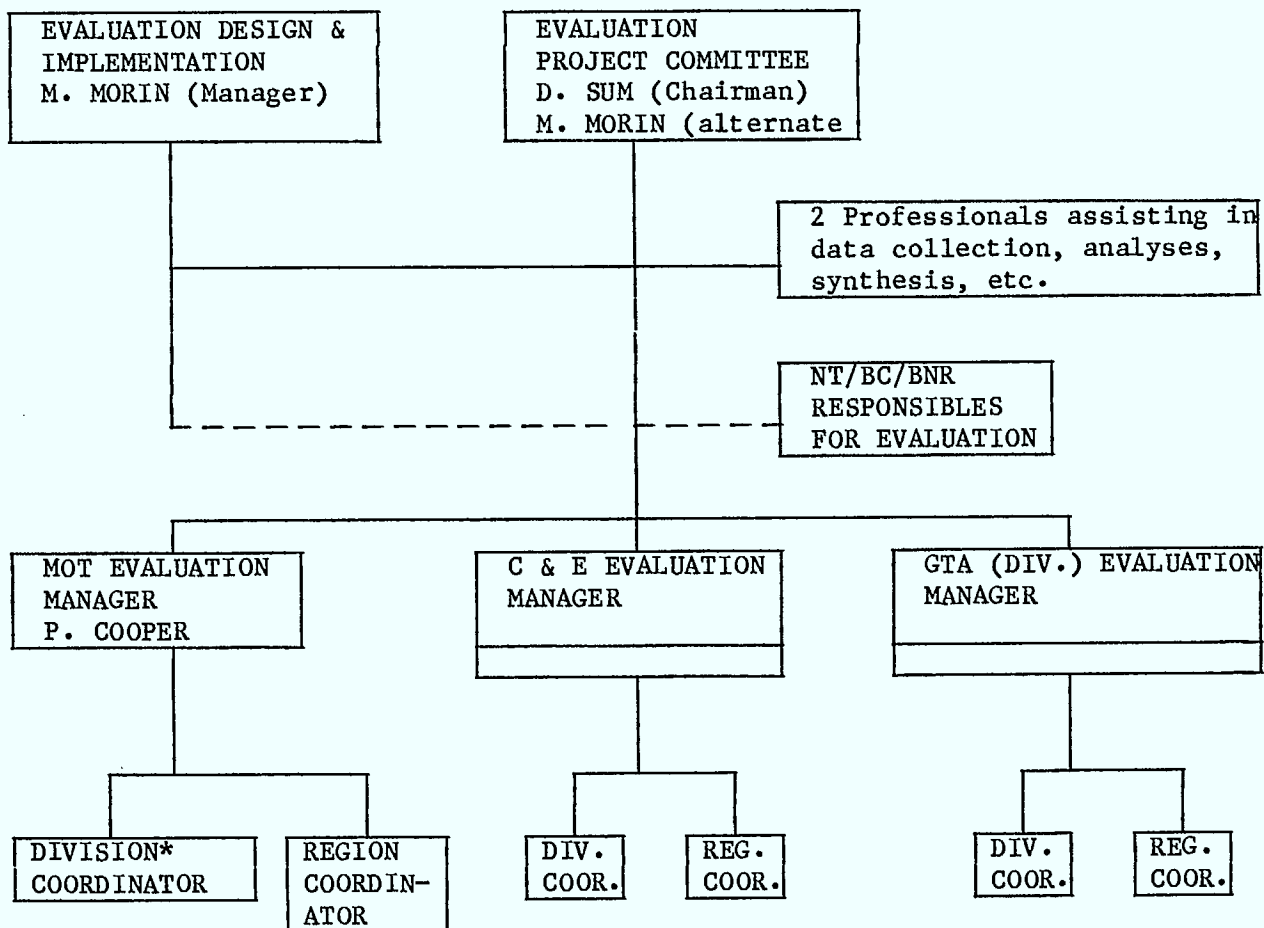 EVALUATION DESIGN &
IMPLEMENTATION
M. MORIN (Manager)
EVALUATION
PROJECT COMMITTEE
D. SUM (Chairman)
M. MORIN (alternate
2 Professionals assisting in
data collection, analyses,
synthesis, etc.
NT/BC/BNR
RESPONSIBLES
FOR EVALUATION
MOT EVALUATION
MANAGER
P. COOPER
C & E EVALUATION
MANAGER
GTA (DIV.) EVALUATION
MANAGER
DIVISION*
COORDINATOR
REGION
COORDIN-
ATOR
DIV.
COOR.
REG.
COOR.
DIV.
COOR.
REG.
COOR.